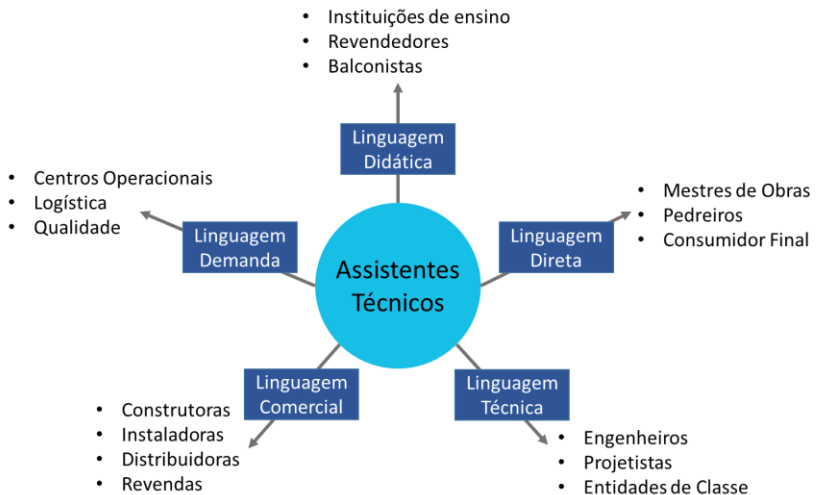 • Instituições de ensino
• Revendedores
• Balconistas
Linguagem
Didática
• Centros Operacionais
• Logística
• Qualidade
Linguagem
Demanda
• Mestres de Obras
• Pedreiros
• Consumidor Final
Linguagem
Direta
Assistentes
Técnicos
Linguagem
Comercial
• Construtoras
• Instaladoras
• Distribuidoras
• Revendas
Linguagem
Técnica
• Engenheiros
• Projetistas
• Entidades de Classe